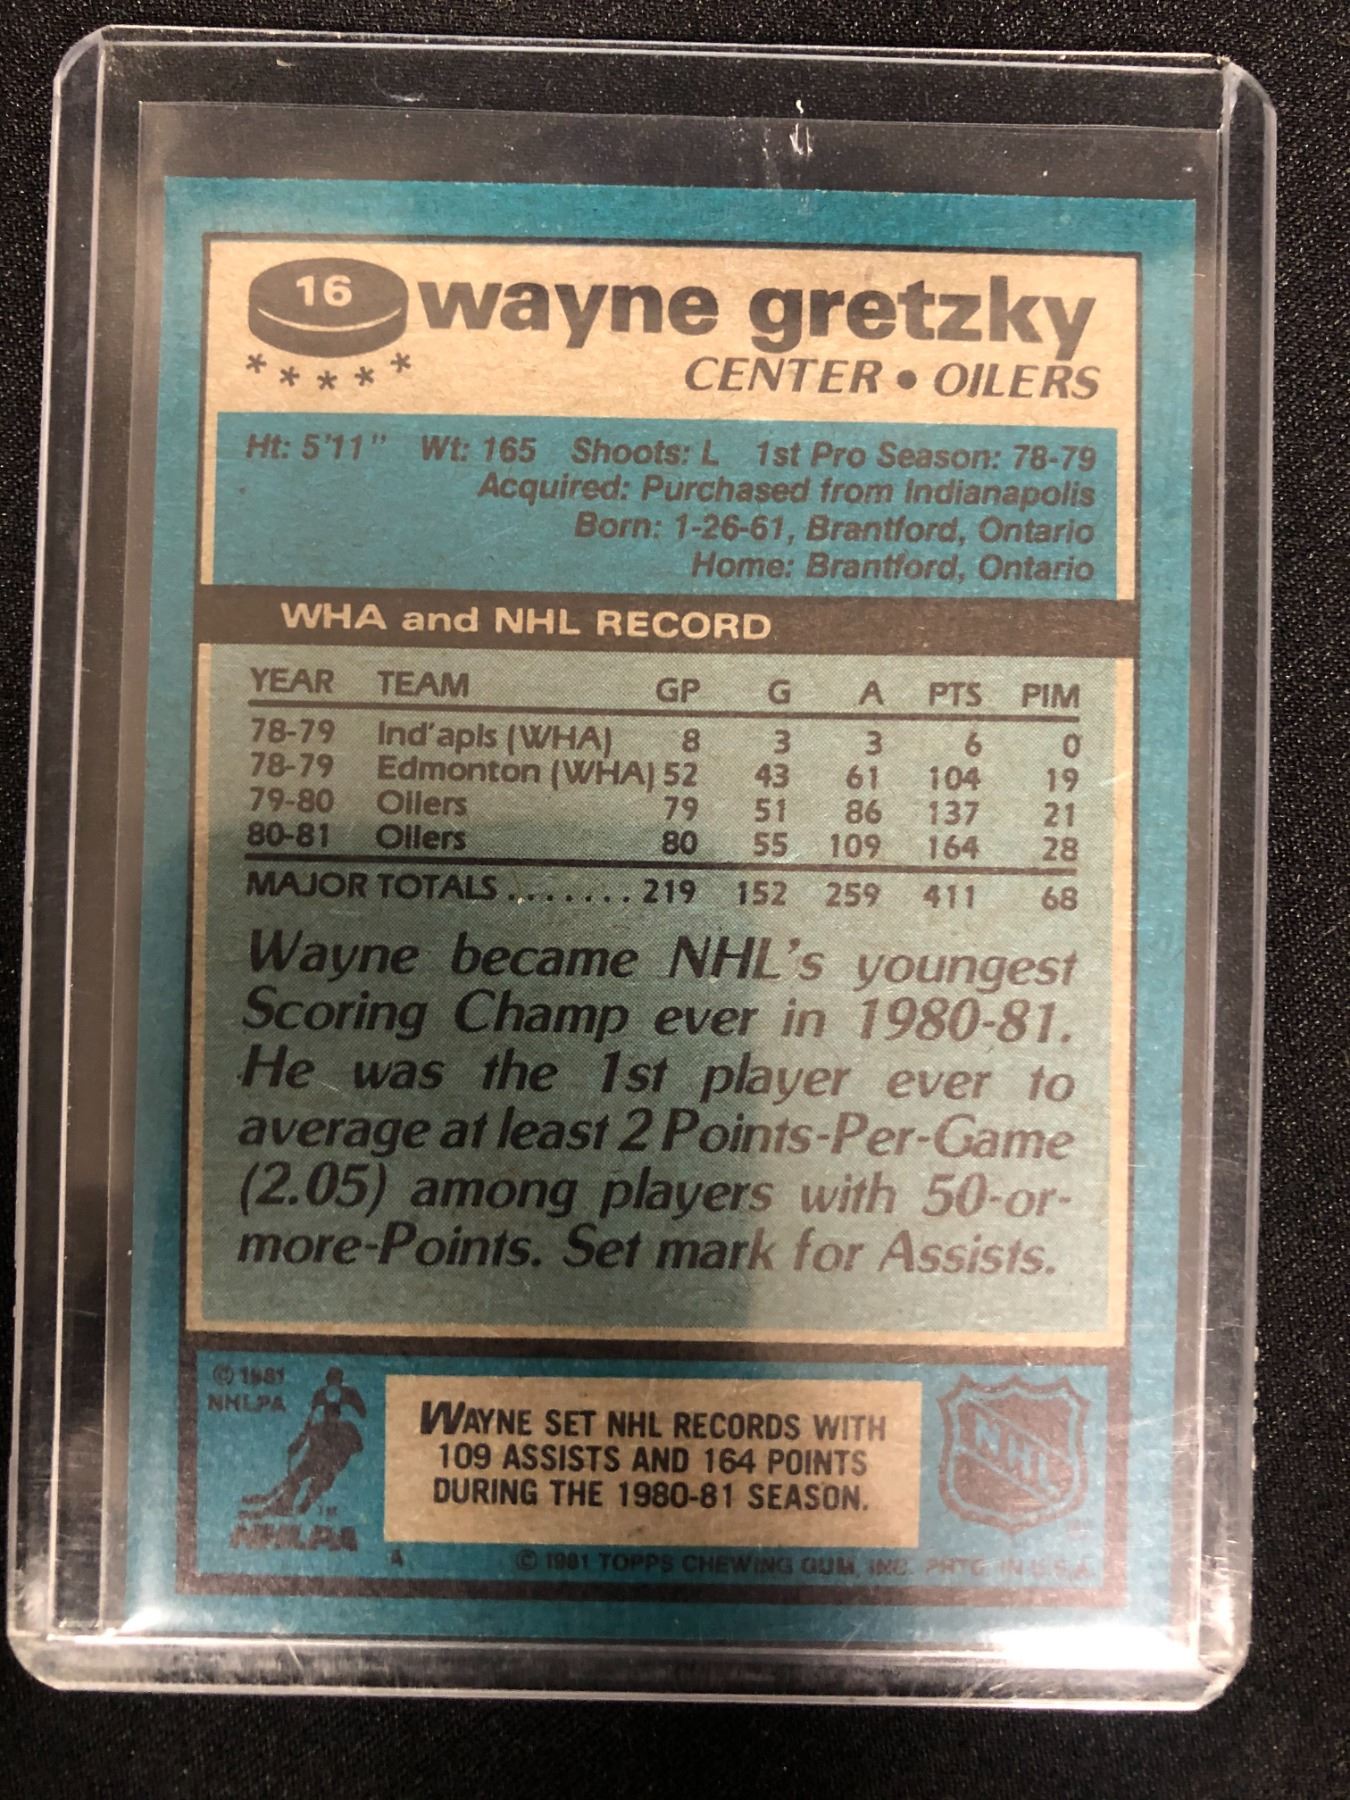 16 wayne gretzky
* * * * * CENTER • OILERS
Ht: 5'11" Wt: 165 Shoots: L 1st Pro Season: 78-79
Acquired: Purchased from Indianapolis
Born: 1-26-61, Brantford, Ontario
Home: Brantford, Ontario
WHA and NHL RECORD
YEAR TEAM GP G A PTS PIM
78-79 Ind'apls (WHA) 8 3 3 6 0
78-79 Edmonton (WHA) 52 43 61 104 19
79-80 Oilers 79 51 86 137 21
80-81 Oilers 80 55 109 164 28
MAJOR TOTALS ....... 219 152 259 411 68
Wayne became NHL's youngest
Scoring Champ ever in 1980-81.
He was the 1st player ever to
average at least 2 Points-Per-Game
(2.05) among players with 50-or-
more-Points. Set mark for Assists.
© 1981
NHLPA
NHLPA
WAYNE SET NHL RECORDS WITH
109 ASSISTS AND 164 POINTS
DURING THE 1980-81 SEASON.
NHL
A © 1981 TOPPS CHEWING GUM, INC. PRTD. IN U.S.A.